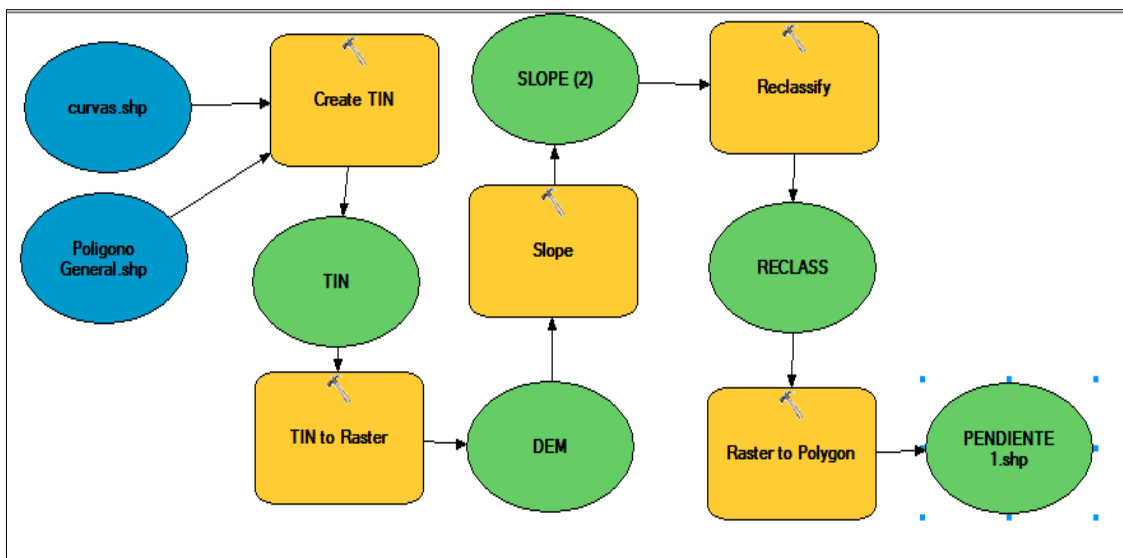 curvas.shp
Poligono
General.shp
Create TIN
TIN
TIN to Raster
DEM
Slope
SLOPE (2)
Reclassify
RECLASS
Raster to Polygon
PENDIENTE
1.shp